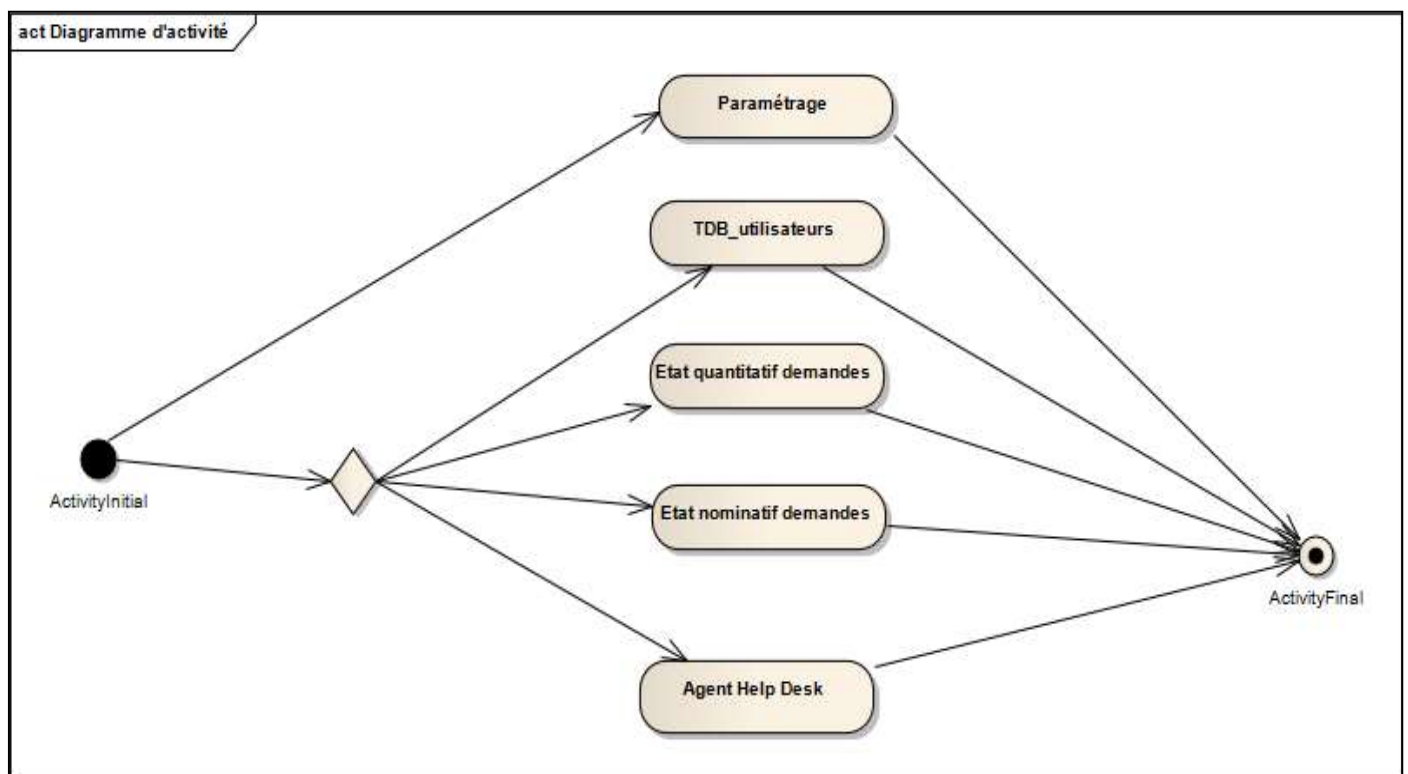 act Diagramme d'activité
Paramétrage
TDB_utilisateurs
Etat quantitatif demandes
ActivityInitial
Etat nominatif demandes
ActivityFinal
Agent Help Desk